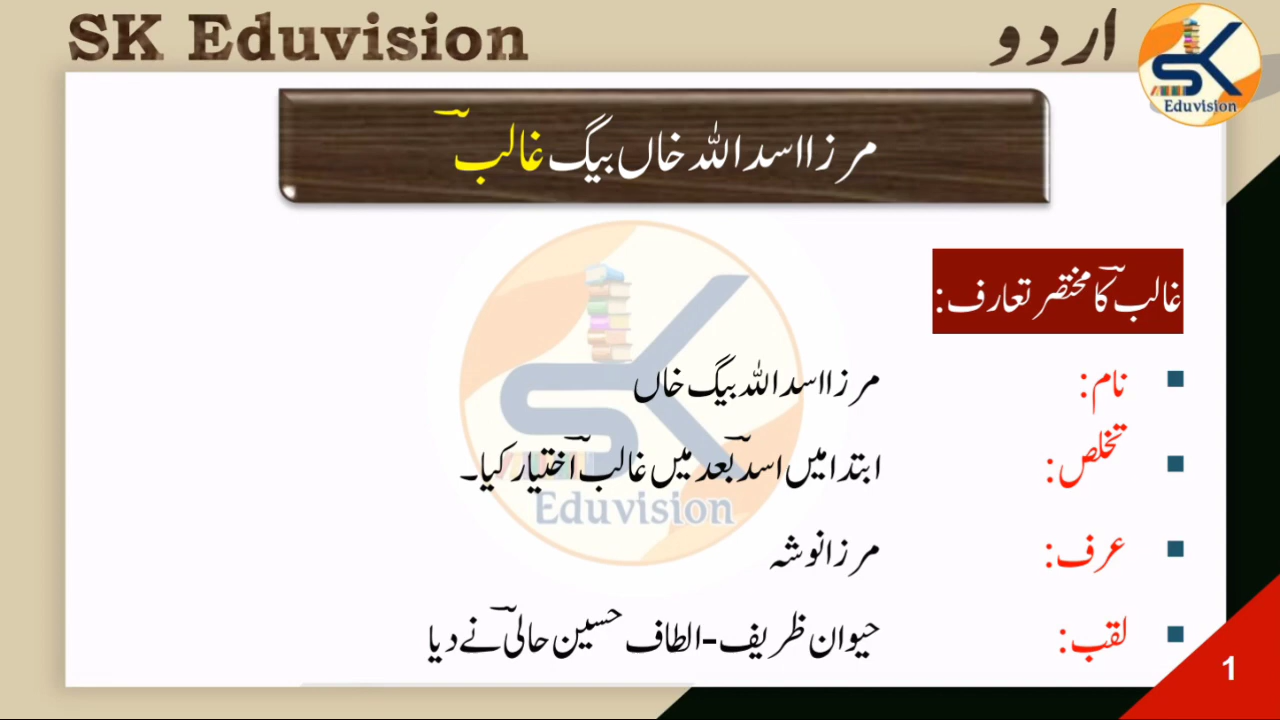 SK Eduvision
اردو
SK
Eduvision
مرزا اسد اللہ خاں بیگ غالبؔ
غالبؔ کا مختصر تعارف:
نام: مرزا اسد اللہ بیگ خاں
تخلص: ابتدا میں اسدؔ بعد میں غالبؔ اختیار کیا۔
عرف: مرزا نوشہ
لقب: حیوان ظریف-الطاف حسین حالیؔ نے دیا
SK
Eduvision
1